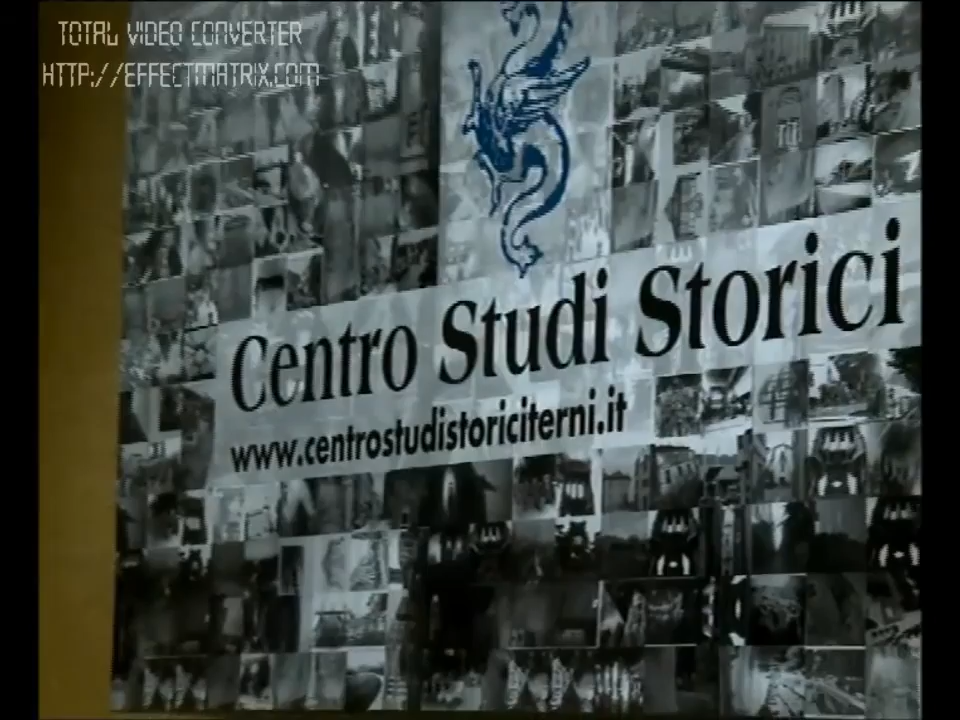 TOTAL VIDEO CONVERTER
HTTP://EFFECTMATRIX.COM
Centro Studi Storici
www.centrostudistoriciterni.it